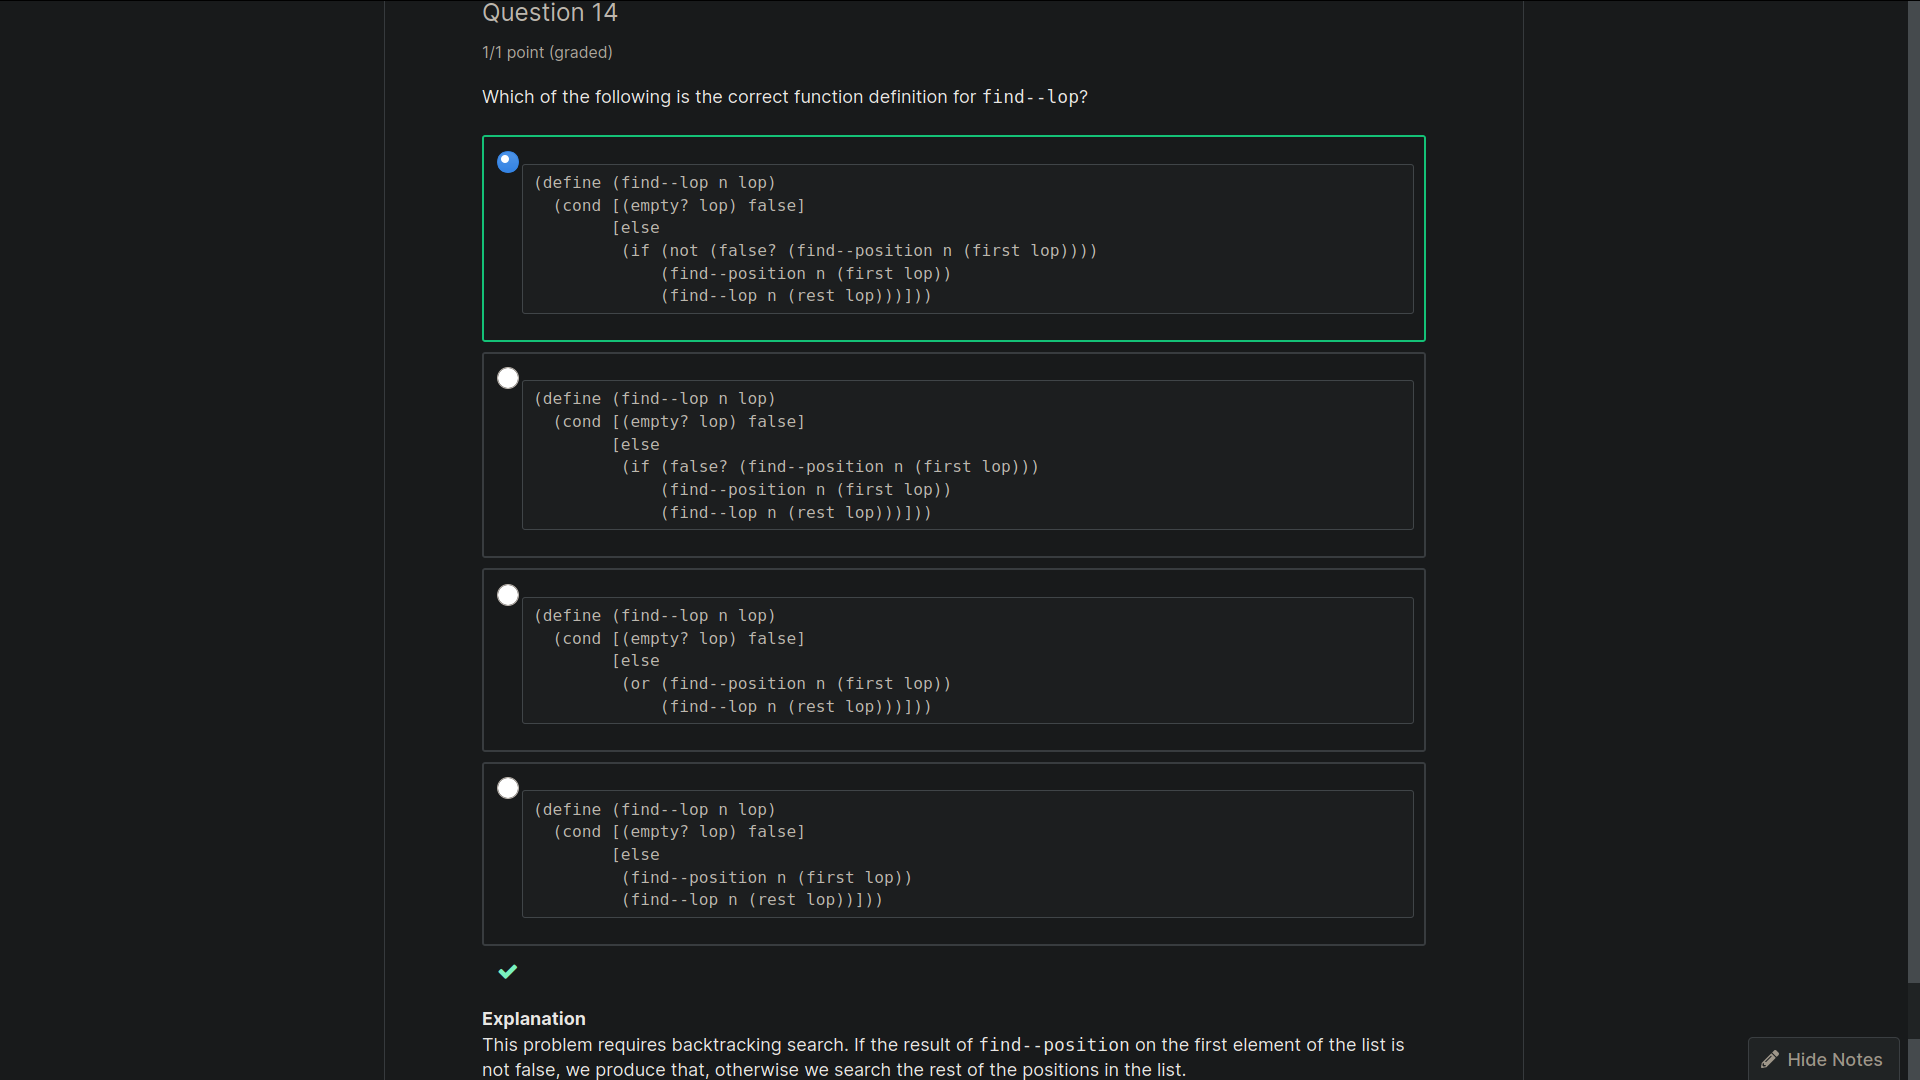 Question 14
1/1 point (graded)
Which of the following is the correct function definition for find--lop?
(define (find--lop n lop)
  (cond [(empty? lop) false]
        [else
         (if (not (false? (find--position n (first lop))))
             (find--position n (first lop))
             (find--lop n (rest lop)))]))
(define (find--lop n lop)
  (cond [(empty? lop) false]
        [else
         (if (false? (find--position n (first lop)))
             (find--position n (first lop))
             (find--lop n (rest lop)))]))
(define (find--lop n lop)
  (cond [(empty? lop) false]
        [else
         (or (find--position n (first lop))
             (find--lop n (rest lop)))]))
(define (find--lop n lop)
  (cond [(empty? lop) false]
        [else
         (find--position n (first lop))
         (find--lop n (rest lop))]))
Explanation
This problem requires backtracking search. If the result of find--position on the first element of the list is
not false, we produce that, otherwise we search the rest of the positions in the list.
Hide Notes